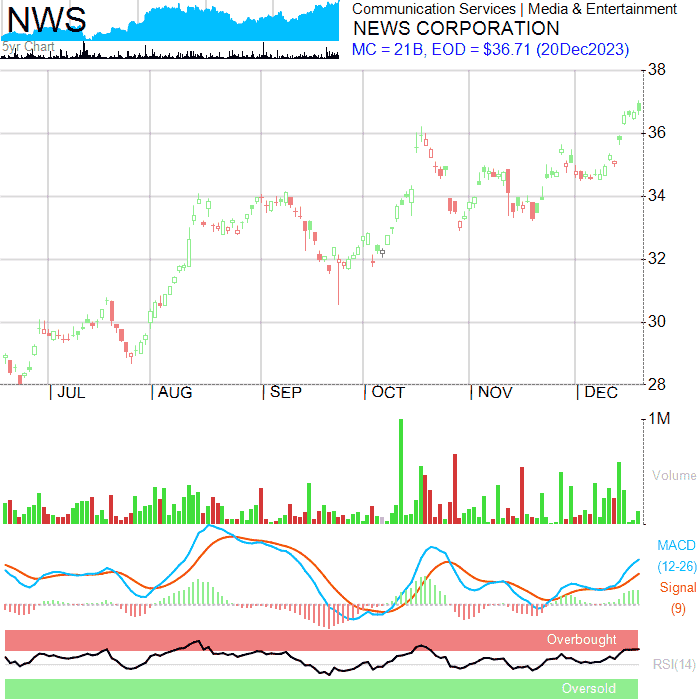 NWS
Communication Services | Media & Entertainment
NEWS CORPORATION
5yr Chart
MC = 21B, EOD = $36.71 (20Dec2023)
38
36
34
32
30
28
| JUL | AUG | SEP | OCT | NOV | DEC
1M
Volume
MACD
(12-26)
Signal
(9)
Overbought
RSI(14)
Oversold